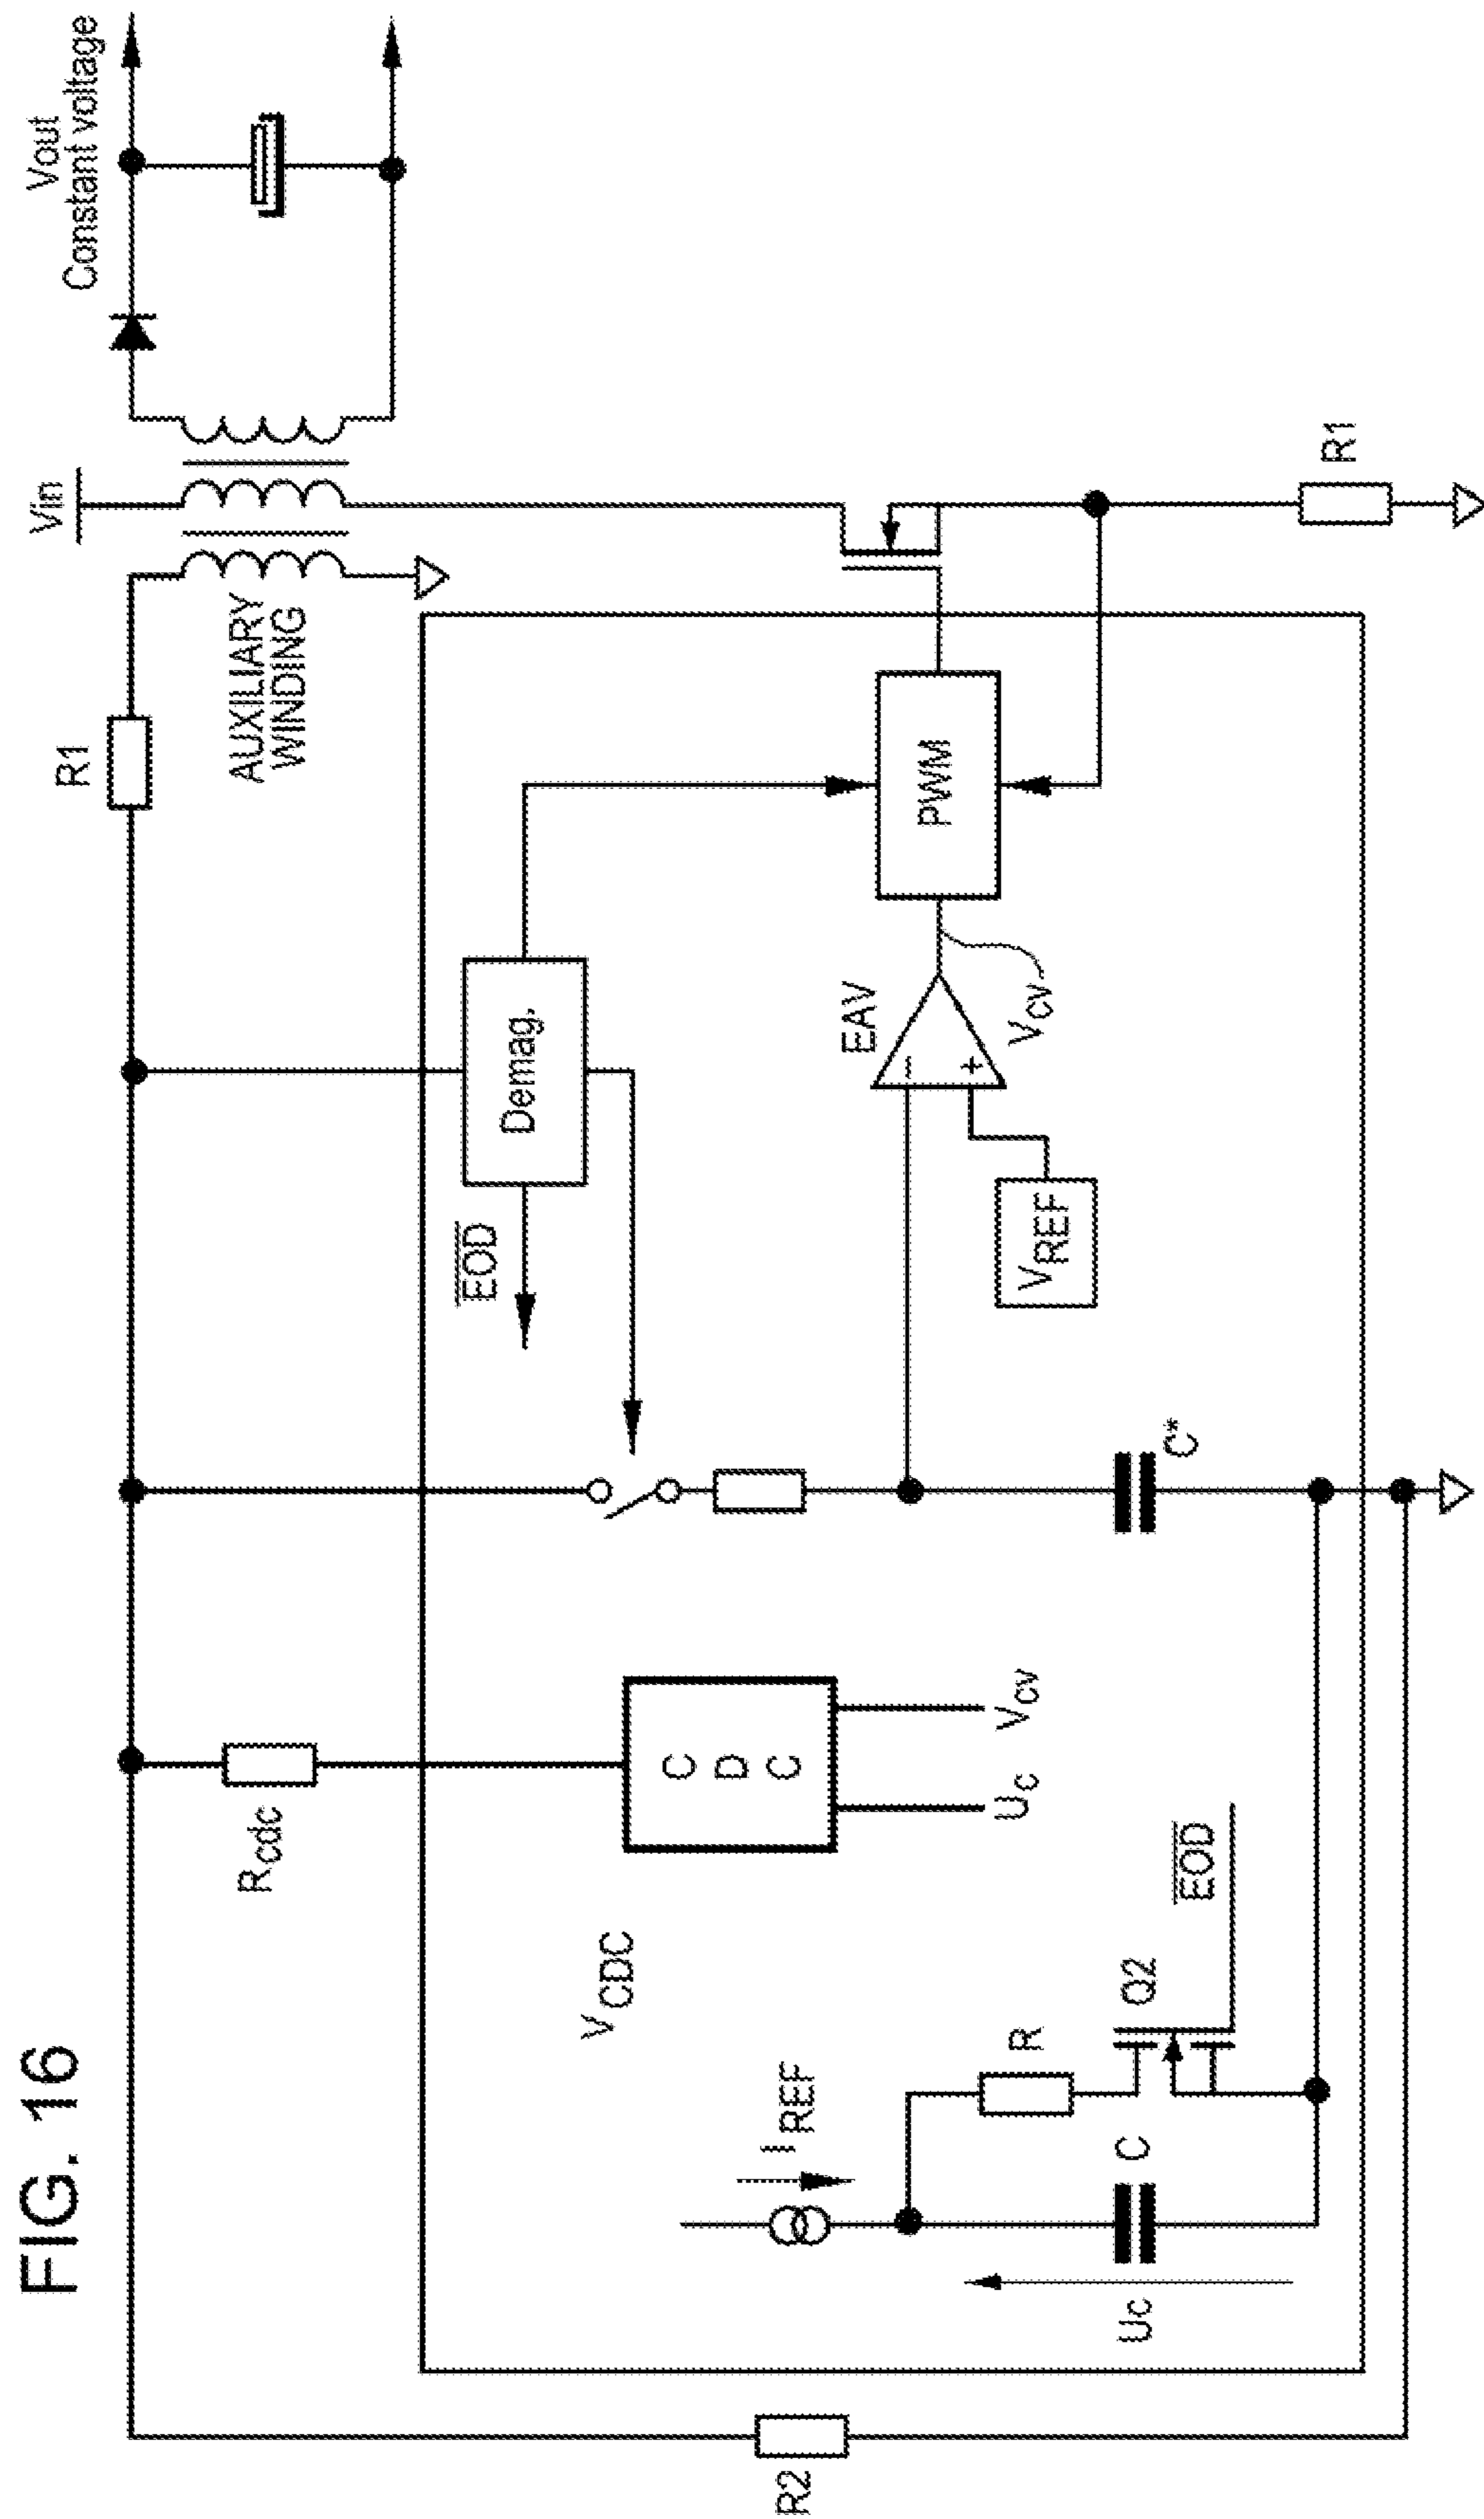 FIG. 16
Vin
Vout
Constant voltage
R1
AUXILIARY
WINDING
Rcdc
EOD
Demag.
VCDC
C
D
C
Uc
Vcv
EAV
PWM
VREF
Vcv
IREF
R
Q2
EOD
C
Uc
C*
R1
R2